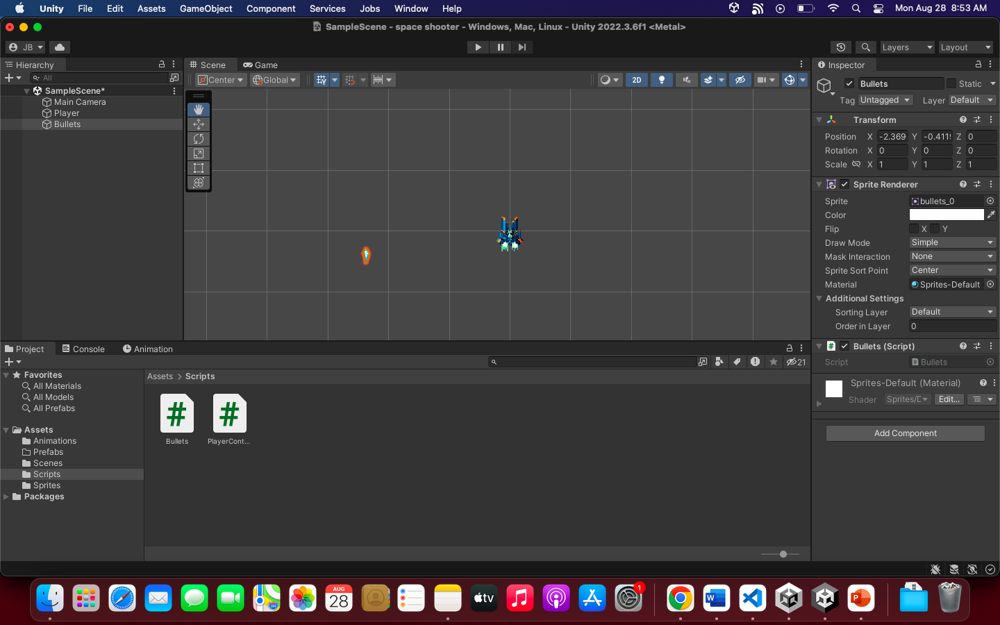 Unity File Edit Assets GameObject Component Services Jobs Window Help Mon Aug 28 8:53 AM
SampleScene - space shooter - Windows, Mac, Linux - Unity 2022.3.6f1 <Metal>
JB Layers Layout
Hierarchy
All
SampleScene*
Main Camera
Player
Bullets
Scene Game
Center Global 2D
Inspector
Bullets Static
Tag Untagged Layer Default
Transform
Position X -2.369 Y -0.411 Z 0
Rotation X 0 Y 0 Z 0
Scale X 1 Y 1 Z 1
Sprite Renderer
Sprite bullets_0
Color
Flip X Y
Draw Mode Simple
Mask Interaction None
Sprite Sort Point Center
Material Sprites-Default
Additional Settings
Sorting Layer Default
Order in Layer 0
Bullets (Script)
Script Bullets
Sprites-Default (Material)
Shader Sprites/D Edit...
Add Component
Project Console Animation
21
Favorites
All Materials
All Models
All Prefabs
Assets
Animations
Prefabs
Scenes
Scripts
Sprites
Packages
Assets > Scripts
# #
Bullets PlayerCont...
AUG
28
tv
1
W
P